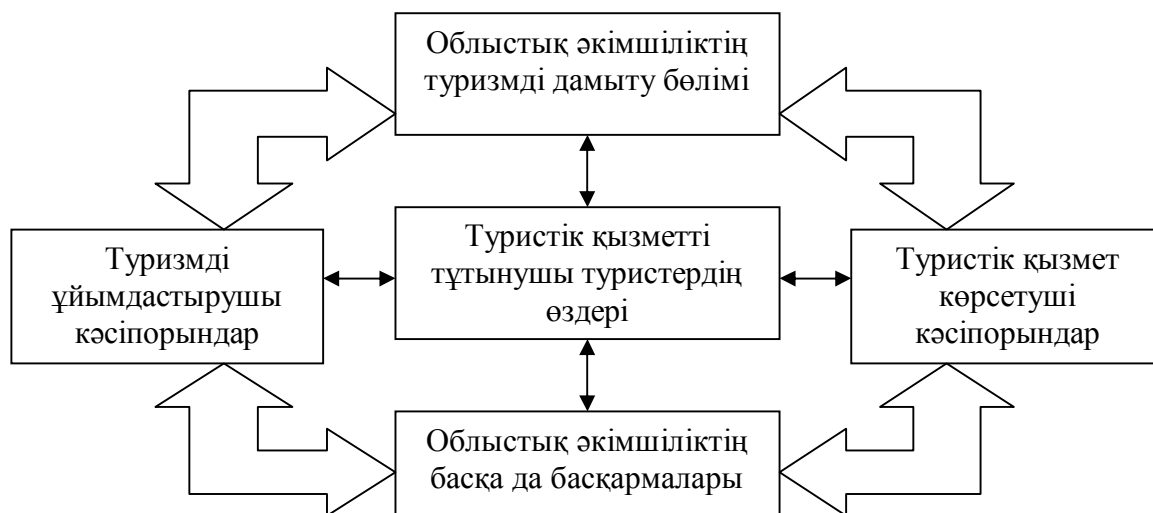 Облыстық әкімшіліктің
туризмді дамыту бөлімі
Туризмді
ұйымдастырушы
кәсіпорындар
Туристік қызметті
тұтынушы туристердің
өздері
Туристік қызмет
көрсетуші
кәсіпорындар
Облыстық әкімшіліктің
басқа да басқармалары